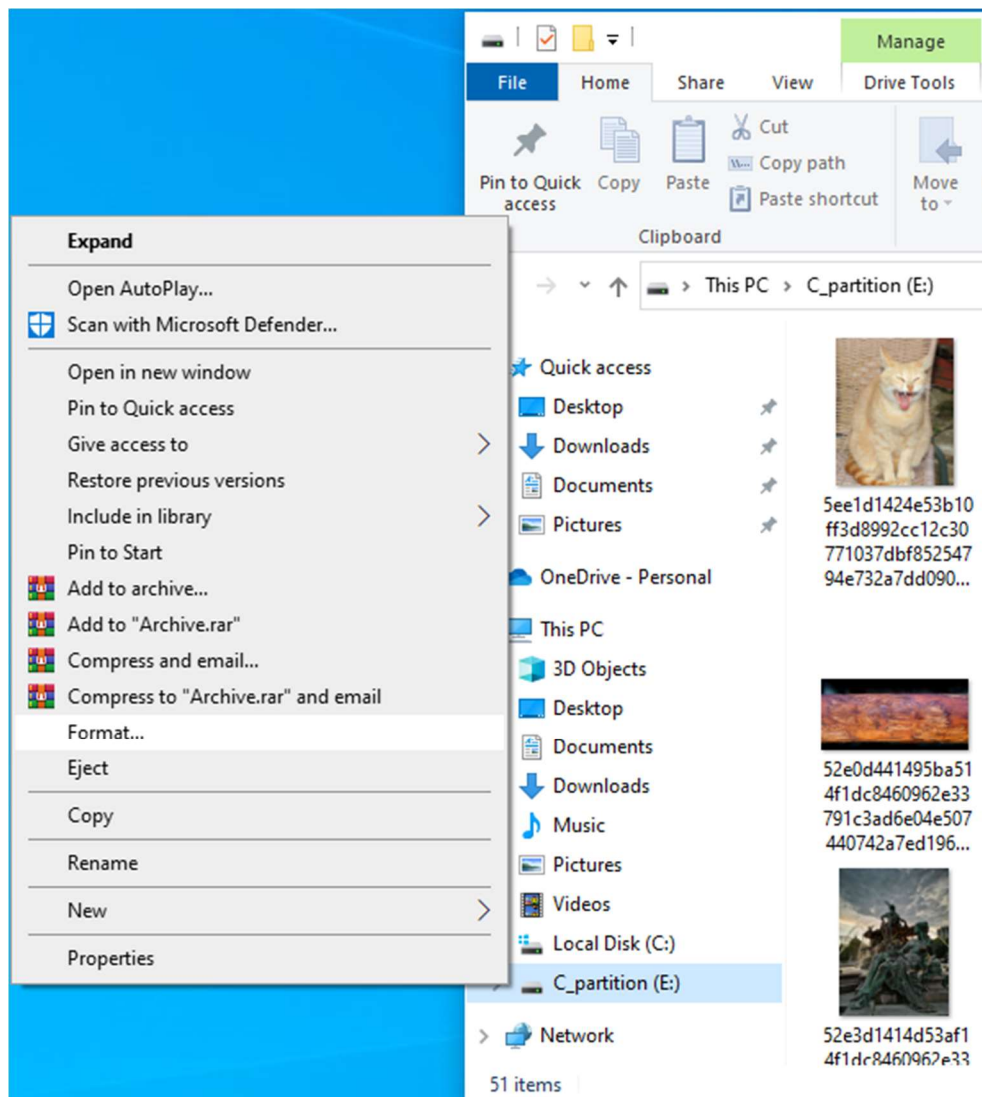 Manage
File
Home
Share
View
Drive Tools
Pin to Quick
access
Copy
Paste
Cut
Copy path
Paste shortcut
Move
to
Clipboard
This PC
C_partition (E:)
Expand
Open AutoPlay...
Scan with Microsoft Defender...
Open in new window
Pin to Quick access
Give access to
Restore previous versions
Include in library
Pin to Start
Add to archive...
Add to "Archive.rar"
Compress and email...
Compress to "Archive.rar" and email
Format...
Eject
Copy
Rename
New
Properties
Quick access
Desktop
Downloads
Documents
Pictures
OneDrive - Personal
This PC
3D Objects
Desktop
Documents
Downloads
Music
Pictures
Videos
Local Disk (C:)
C_partition (E:)
Network
51 items
5ee1d1424e53b10
ff3d8992cc12c30
771037dbf852547
94e732a7dd090...
52e0d441495ba51
4f1dc8460962e33
791c3ad6e04e507
440742a7ed196...
52e3d1414d53af1
4f1dc8460962e33